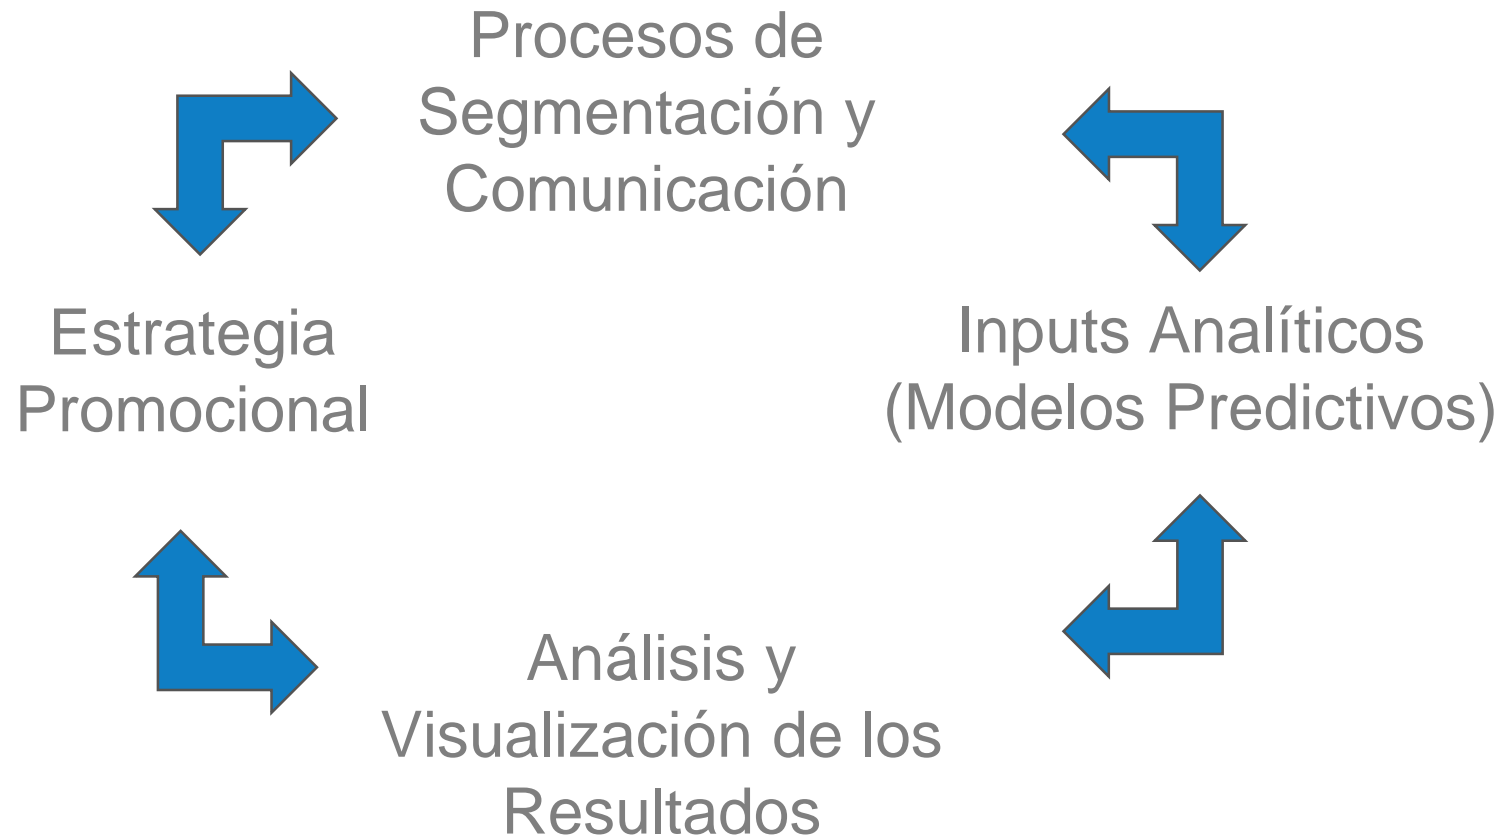 Procesos de
Segmentación y
Comunicación
Estrategia
Promocional
Inputs Analíticos
(Modelos Predictivos)
Análisis y
Visualización de los
Resultados